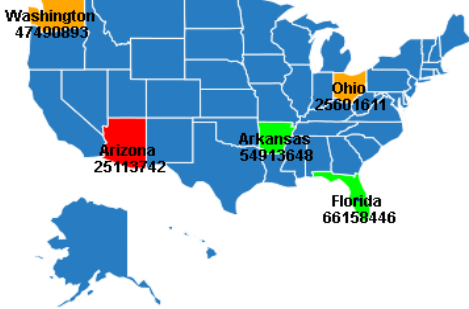 Washington
47490893
Ohio
25601611
Arkansas
54913648
Arizona
25113742
Florida
66158446